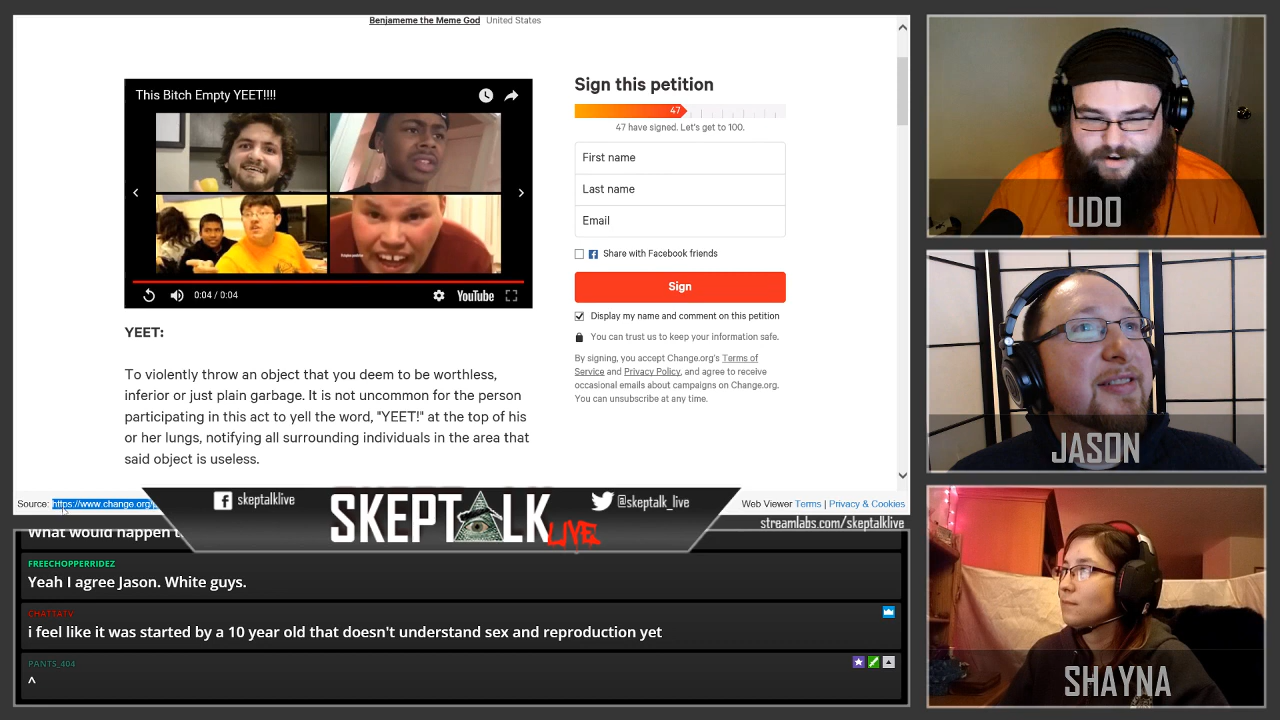 Benjameme the Meme God United States
This Bitch Empty YEET!!!!
0:04 / 0:04
YouTube
YEET:
To violently throw an object that you deem to be worthless,
inferior or just plain garbage. It is not uncommon for the person
participating in this act to yell the word, "YEET!" at the top of his
or her lungs, notifying all surrounding individuals in the area that
said object is useless.
Sign this petition
47
47 have signed. Let's get to 100.
First name
Last name
Email
Share with Facebook friends
Sign
Display my name and comment on this petition
You can trust us to keep your information safe.
By signing, you accept Change.org's Terms of
Service and Privacy Policy, and agree to receive
occasional emails about campaigns on Change.org.
You can unsubscribe at any time.
Source: https://www.change.org/
skeptalklive
SKEPTALK
LIVE
@skeptalk_live
Web Viewer Terms | Privacy & Cookies
streamlabs.com/skeptalklive
What would happen
FREECHOPPERRIDEZ
Yeah I agree Jason. White guys.
CHATTATV
i feel like it was started by a 10 year old that doesn't understand sex and reproduction yet
PANTS_404
^
UDO
JASON
SHAYNA